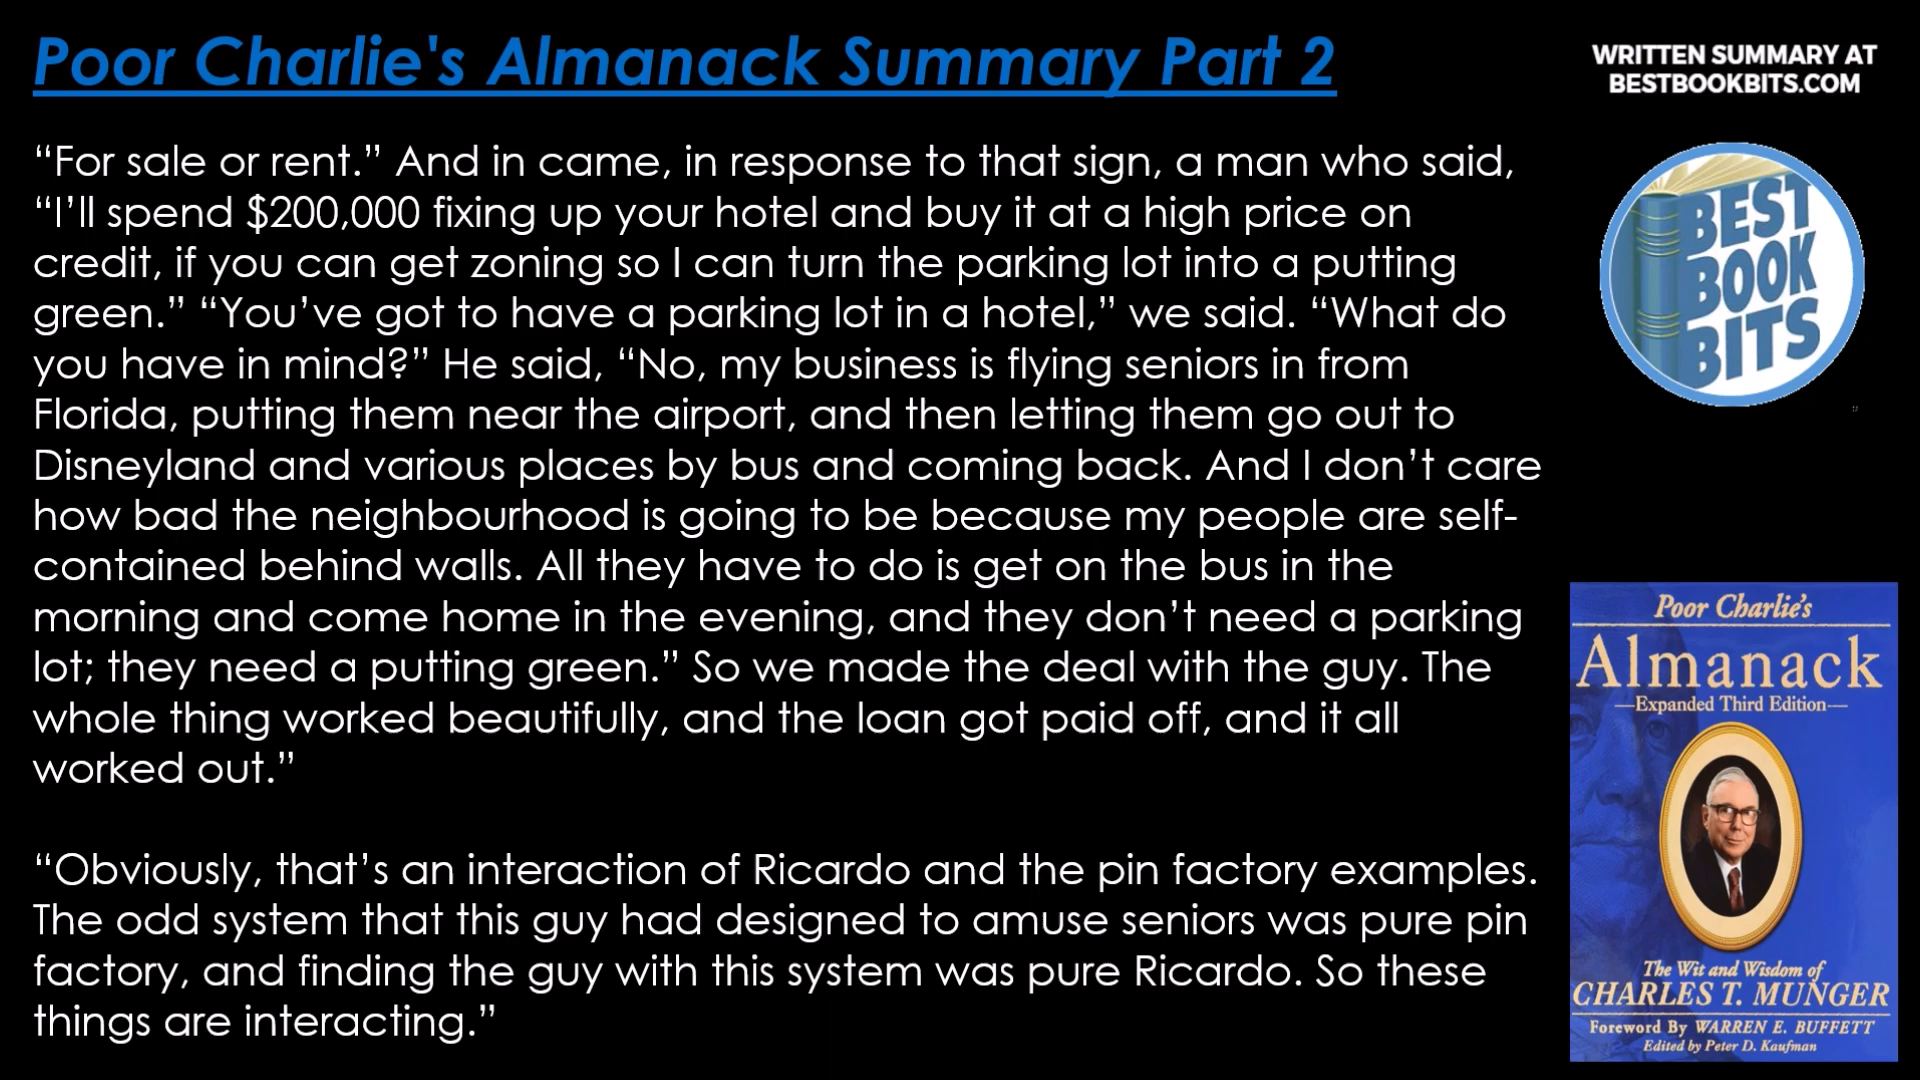 Poor Charlie's Almanack Summary Part 2
WRITTEN SUMMARY AT
BESTBOOKBITS.COM
“For sale or rent.” And in came, in response to that sign, a man who said,
“I’ll spend $200,000 fixing up your hotel and buy it at a high price on
credit, if you can get zoning so I can turn the parking lot into a putting
green.” “You’ve got to have a parking lot in a hotel,” we said. “What do
you have in mind?” He said, “No, my business is flying seniors in from
Florida, putting them near the airport, and then letting them go out to
Disneyland and various places by bus and coming back. And I don’t care
how bad the neighbourhood is going to be because my people are self-
contained behind walls. All they have to do is get on the bus in the
morning and come home in the evening, and they don’t need a parking
lot; they need a putting green.” So we made the deal with the guy. The
whole thing worked beautifully, and the loan got paid off, and it all
worked out.”
“Obviously, that’s an interaction of Ricardo and the pin factory examples.
The odd system that this guy had designed to amuse seniors was pure pin
factory, and finding the guy with this system was pure Ricardo. So these
things are interacting.”
BEST
BOOK
BITS
Poor Charlie's
Almanack
—Expanded Third Edition—
The Wit and Wisdom of
CHARLES T. MUNGER
Foreword By WARREN E. BUFFETT
Edited by Peter D. Kaufman